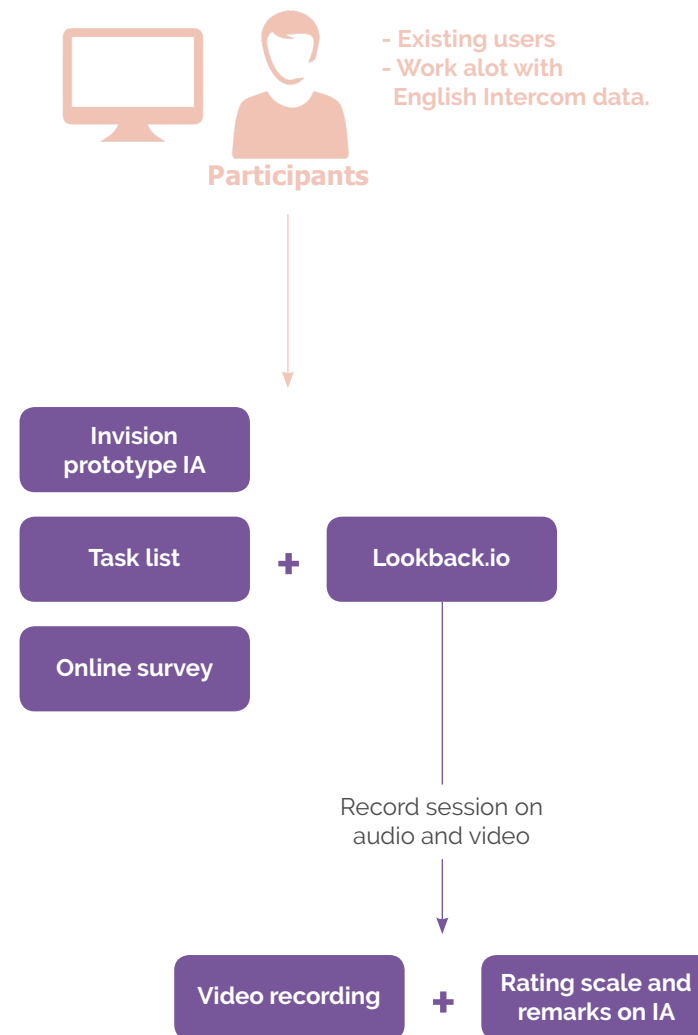 - Existing users
- Work alot with
English Intercom data.
Participants
Invision
prototype IA
Task list
+
Lookback.io
Online survey
Record session on
audio and video
Video recording
+
Rating scale and
remarks on IA